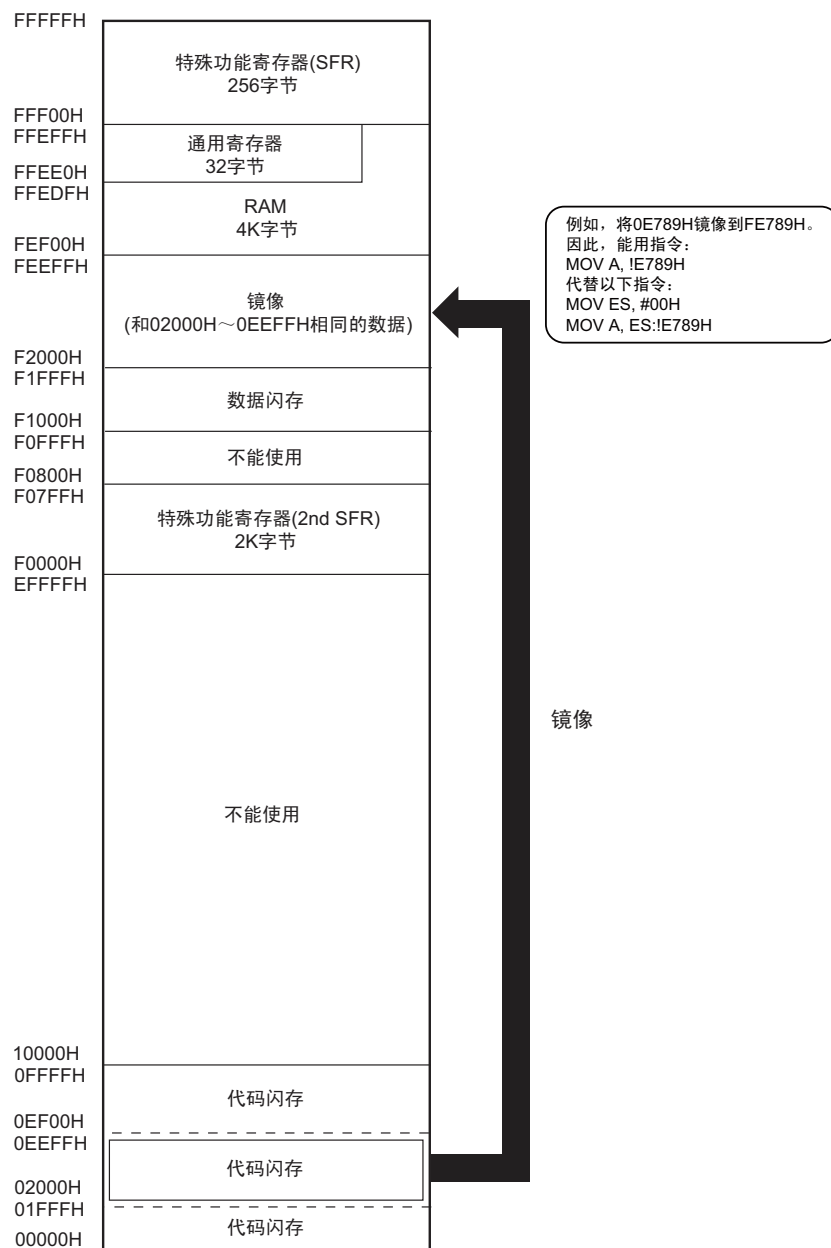 FFFFFH
特殊功能寄存器(SFR)
256字节
FFF00H
FFEFFH
通用寄存器
32字节
FFEE0H
FFEDFH
RAM
4K字节
FEF00H
FEEFFH
镜像
(和02000H～0EEFFH相同的数据)
F2000H
F1FFFH
数据闪存
F1000H
F0FFFH
不能使用
F0800H
F07FFH
特殊功能寄存器(2nd SFR)
2K字节
F0000H
EFFFFH
不能使用
10000H
0FFFFH
代码闪存
0EF00H
0EEFFH
代码闪存
02000H
01FFFH
代码闪存
00000H
例如，将0E789H镜像到FE789H。
因此，能用指令：
MOV A, !E789H
代替以下指令：
MOV ES, #00H
MOV A, ES:!E789H
镜像